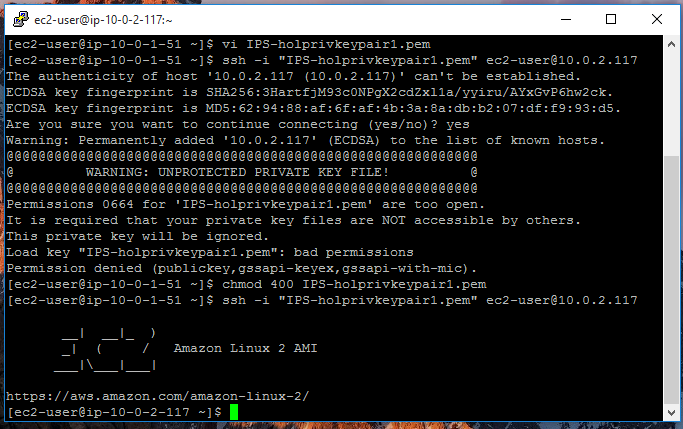 ec2-user@ip-10-0-2-117:~
[ec2-user@ip-10-0-1-51 ~]$ vi IPS-holprivkeypair1.pem
[ec2-user@ip-10-0-1-51 ~]$ ssh -i "IPS-holprivkeypair1.pem" ec2-user@10.0.2.117
The authenticity of host '10.0.2.117 (10.0.2.117)' can't be established.
ECDSA key fingerprint is SHA256:3HartfjM93c0NPgX2cdZxl1a/yyiru/AYxGvP6hw2ck.
ECDSA key fingerprint is MD5:62:94:88:af:6f:af:4b:3a:8a:db:b2:07:df:f9:93:d5.
Are you sure you want to continue connecting (yes/no)? yes
Warning: Permanently added '10.0.2.117' (ECDSA) to the list of known hosts.
@@@@@@@@@@@@@@@@@@@@@@@@@@@@@@@@@@@@@@@@@@@@@@@@@@@@@@@@@@@
@         WARNING: UNPROTECTED PRIVATE KEY FILE!          @
@@@@@@@@@@@@@@@@@@@@@@@@@@@@@@@@@@@@@@@@@@@@@@@@@@@@@@@@@@@
Permissions 0664 for 'IPS-holprivkeypair1.pem' are too open.
It is required that your private key files are NOT accessible by others.
This private key will be ignored.
Load key "IPS-holprivkeypair1.pem": bad permissions
Permission denied (publickey,gssapi-keyex,gssapi-with-mic).
[ec2-user@ip-10-0-1-51 ~]$ chmod 400 IPS-holprivkeypair1.pem
[ec2-user@ip-10-0-1-51 ~]$ ssh -i "IPS-holprivkeypair1.pem" ec2-user@10.0.2.117
       __|  __|_  )
       _|  (     /   Amazon Linux 2 AMI
      ___|\___|___|
https://aws.amazon.com/amazon-linux-2/
[ec2-user@ip-10-0-2-117 ~]$